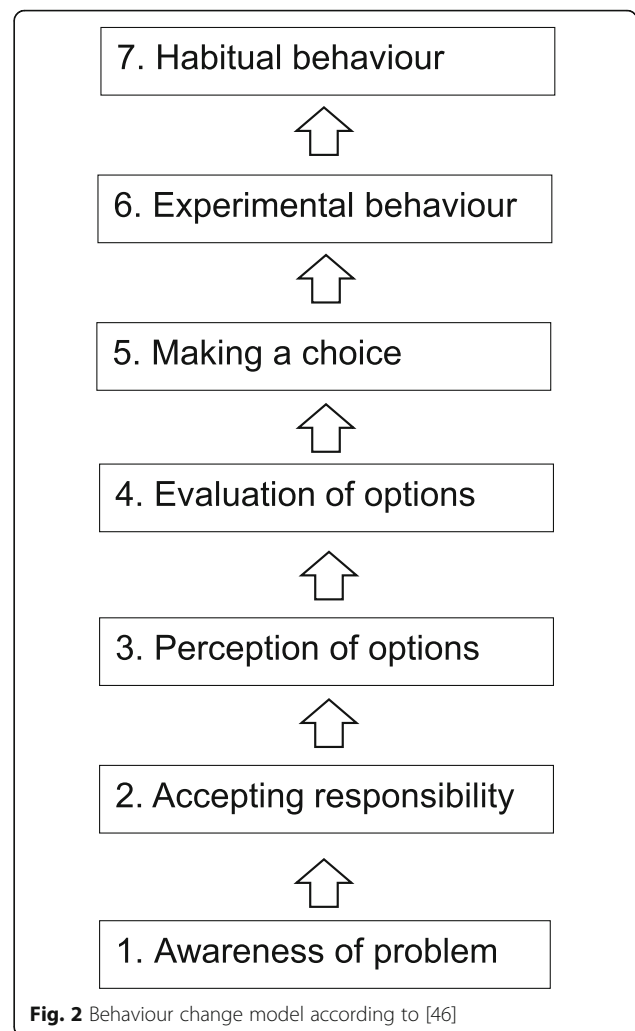 7. Habitual behaviour
6. Experimental behaviour
5. Making a choice
4. Evaluation of options
3. Perception of options
2. Accepting responsibility
1. Awareness of problem
Fig. 2 Behaviour change model according to [46]